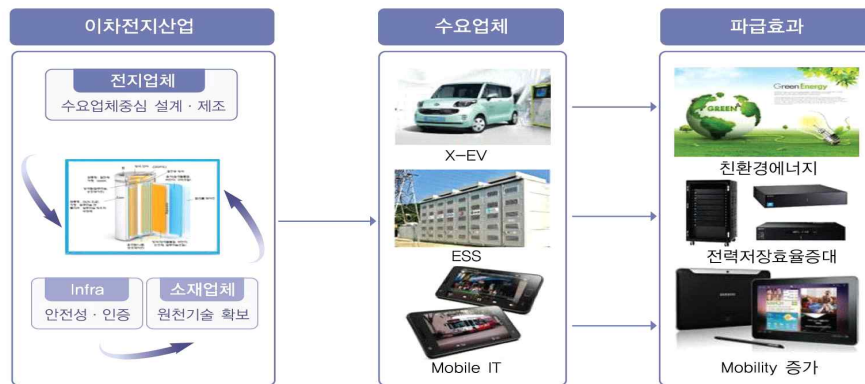 이차전지산업
전지업체
수요업체중심 설계·제조
Infra
안전성·인증
소재업체
원천기술 확보
수요업체
X-EV
ESS
Mobile IT
파급효과
Green Energy
GREEN
친환경에너지
전력저장효율증대
Mobility 증가